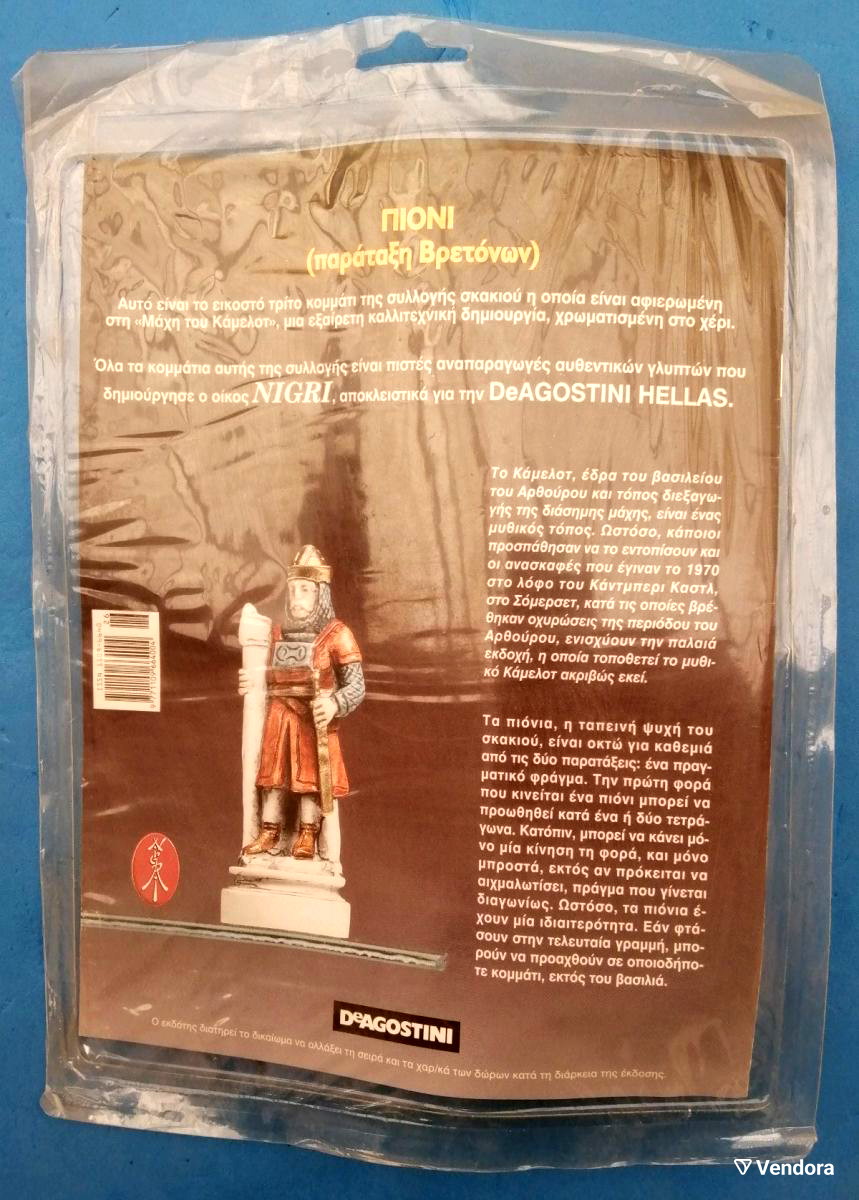 ΠΙΟΝΙ
(παράταξη Βρετόνων)
Αυτό είναι το εικοστό τρίτο κομμάτι της συλλογής σκακιού η οποία είναι αφιερωμένη
στη «Μάχη του Κάμελοτ», μια εξαίρετη καλλιτεχνική δημιουργία, χρωματισμένη στο χέρι.
Όλα τα κομμάτια αυτής της συλλογής είναι πιστές αναπαραγωγές αυθεντικών γλυπτών που
δημιούργησε ο οίκος NIGRI, αποκλειστικά για την DeAGOSTINI HELLAS.
Το Κάμελοτ, έδρα του βασιλείου
του Αρθούρου και τόπος διεξαγω-
γής της διάσημης μάχης, είναι ένας
μυθικός τόπος. Ωστόσο, κάποιοι
προσπάθησαν να το εντοπίσουν και
οι ανασκαφές που έγιναν το 1970
στο λόφο του Κάντμπερι Καστλ,
στο Σόμερσετ, κατά τις οποίες βρέ-
θηκαν οχυρώσεις της περιόδου του
Αρθούρου, ενισχύουν την παλαιά
εκδοχή, η οποία τοποθετεί το μυθι-
κό Κάμελοτ ακριβώς εκεί.
Τα πιόνια, η ταπεινή ψυχή του
σκακιού, είναι οκτώ για καθεμιά
από τις δύο παρατάξεις: ένα πραγ-
ματικό φράγμα. Την πρώτη φορά
που κινείται ένα πιόνι μπορεί να
προωθηθεί κατά ένα ή δύο τετρά-
γωνα. Κατόπιν, μπορεί να κάνει μό-
νο μία κίνηση τη φορά, και μόνο
μπροστά, εκτός αν πρόκειται να
αιχμαλωτίσει, πράγμα που γίνεται
διαγωνίως. Ωστόσο, τα πιόνια έ-
χουν μία ιδιαιτερότητα. Εάν φτά-
σουν στην τελευταία γραμμή, μπο-
ρούν να προαχθούν σε οποιοδήπο-
τε κομμάτι, εκτός του βασιλιά.
DeAGOSTINI
Ο εκδότης διατηρεί το δικαίωμα να αλλάξει τη σειρά και τα χαρ/κά των δώρων κατά τη διάρκεια της έκδοσης.
Vendora